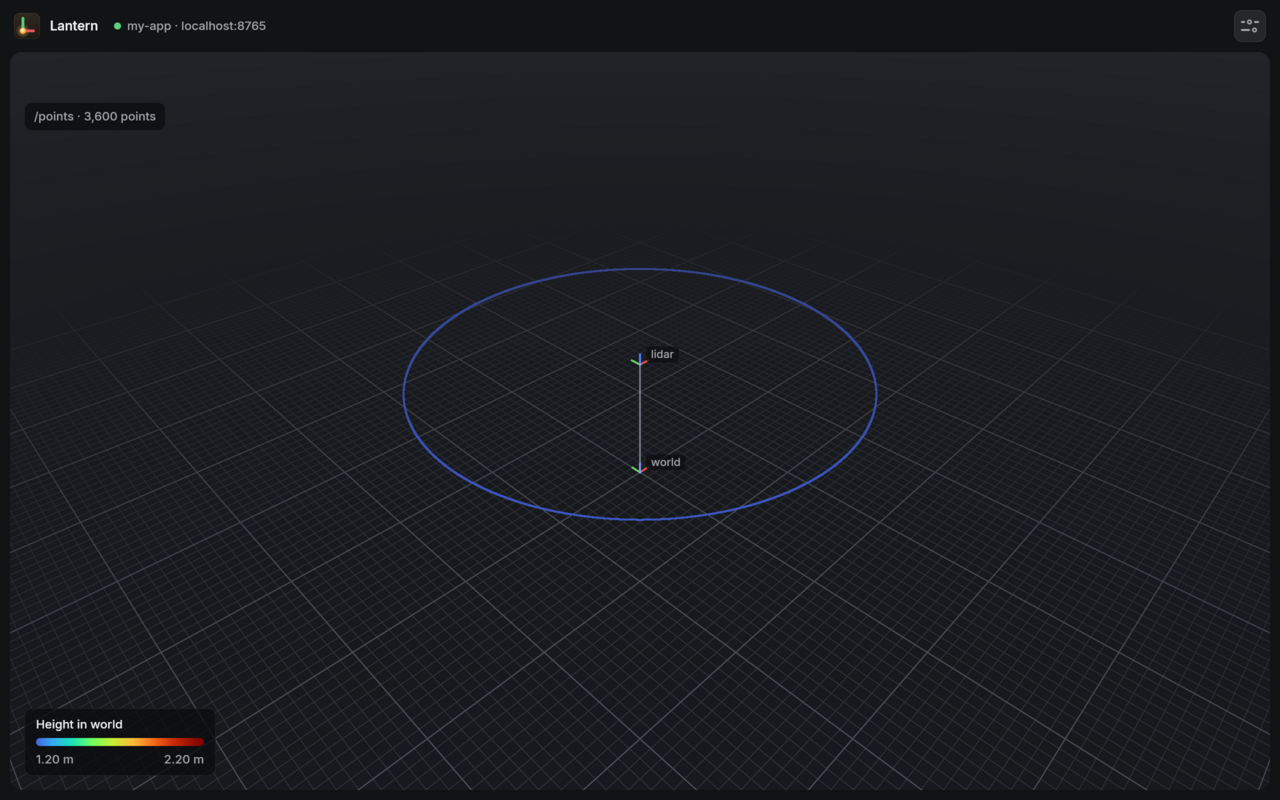 Lantern
my-app · localhost:8765
/points · 3,600 points
lidar
world
Height in world
1.20 m 2.20 m